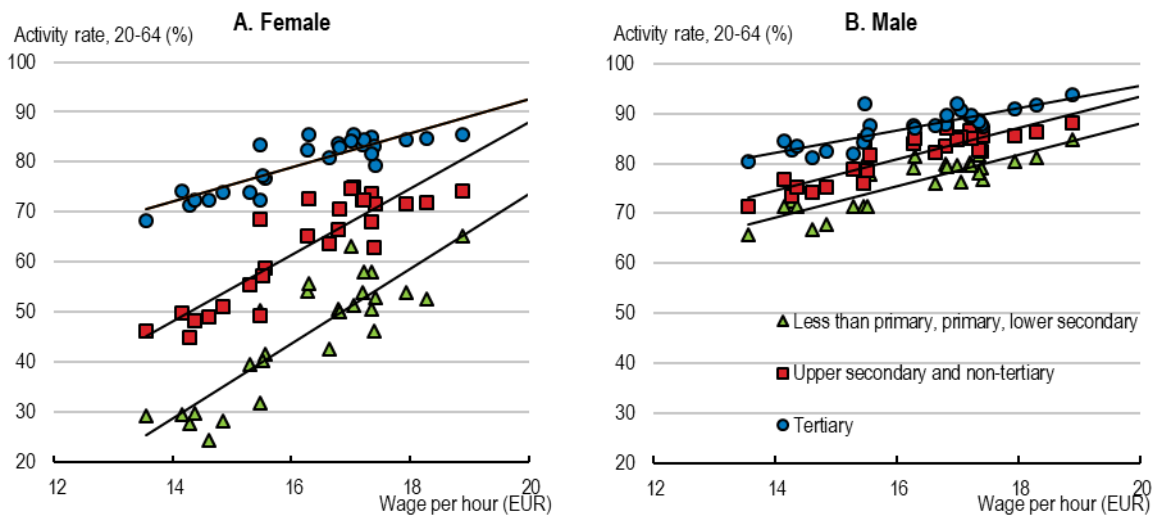 A. Female
Activity rate, 20-64 (%)
100
90
80
70
60
50
40
30
20
12 14 16 18 20
Wage per hour (EUR)
B. Male
Activity rate, 20-64 (%)
100
90
80
70
60
50
40
30
20
Less than primary, primary, lower secondary
Upper secondary and non-tertiary
Tertiary
12 14 16 18 20
Wage per hour (EUR)